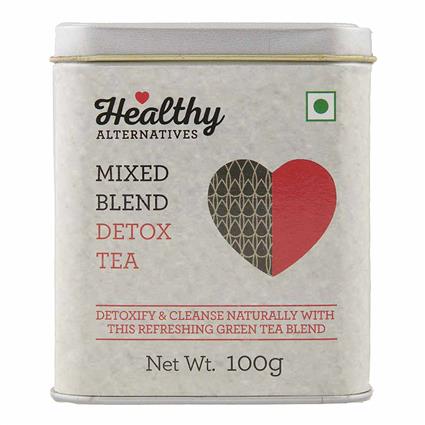 Healthy
ALTERNATIVES
MIXED
BLEND
DETOX
TEA
DETOXIFY & CLEANSE NATURALLY WITH
THIS REFRESHING GREEN TEA BLEND
Net Wt. 100g